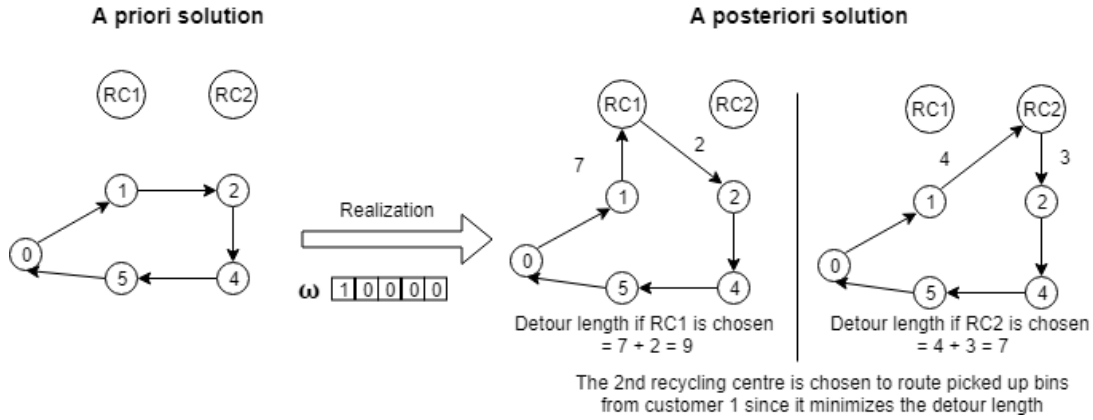 A priori solution
A posteriori solution
RC1
RC2
1
2
0
5
4
Realization
ω 1 0 0 0 0
RC1
RC2
7
2
1
2
0
5
4
Detour length if RC1 is chosen
= 7 + 2 = 9
RC1
RC2
4
3
1
2
0
5
4
Detour length if RC2 is chosen
= 4 + 3 = 7
The 2nd recycling centre is chosen to route picked up bins
from customer 1 since it minimizes the detour length